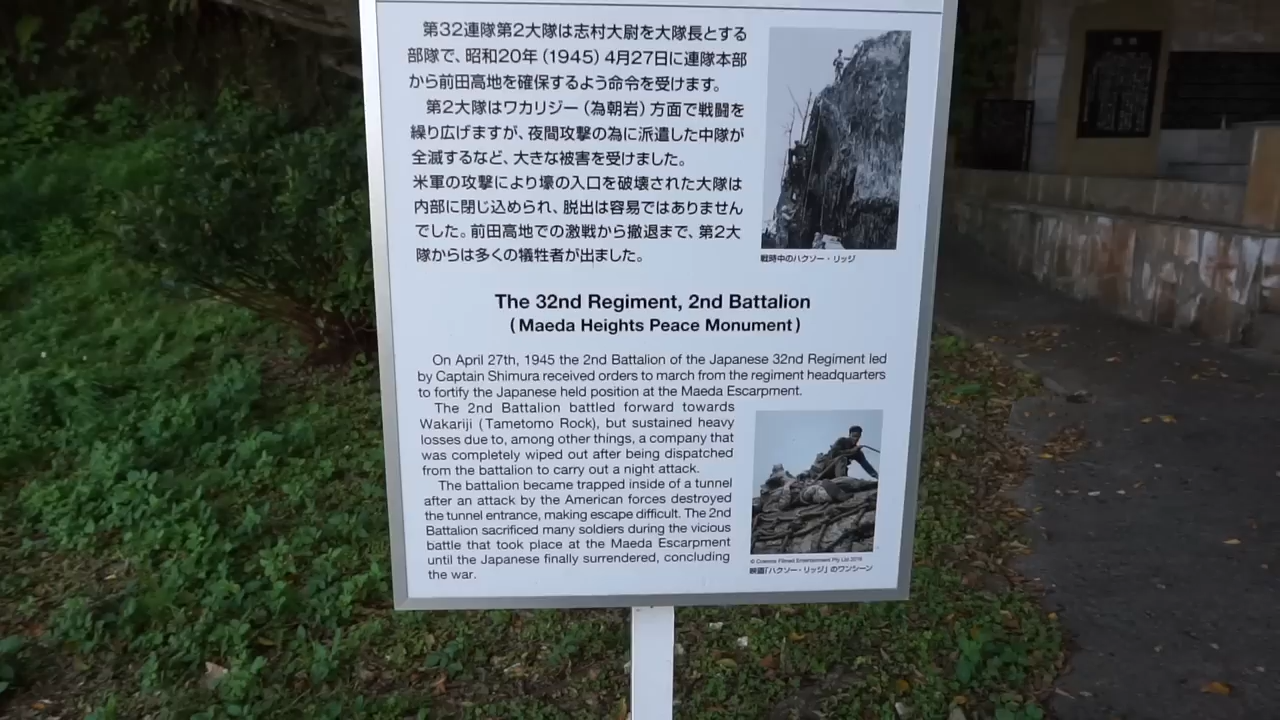 第32連隊第2大隊は志村大尉を大隊長とする
部隊で、昭和20年（1945）4月27日に連隊本部
から前田高地を確保するよう命令を受けます。
第2大隊はワカリジー（為朝岩）方面で戦闘を
繰り広げますが、夜間攻撃の為に派遣した中隊が
全滅するなど、大きな被害を受けました。
米軍の攻撃により壕の入口を破壊された大隊は
内部に閉じ込められ、脱出は容易ではありません
でした。前田高地での激戦から撤退まで、第2大
隊からは多くの犠牲者が出ました。
戦時中のハクソー・リッジ
The 32nd Regiment, 2nd Battalion
(Maeda Heights Peace Monument)
On April 27th, 1945 the 2nd Battalion of the Japanese 32nd Regiment led
by Captain Shimura received orders to march from the regiment headquarters
to fortify the Japanese held position at the Maeda Escarpment.
The 2nd Battalion battled forward towards
Wakariji (Tametomo Rock), but sustained heavy
losses due to, among other things, a company that
was completely wiped out after being dispatched
from the battalion to carry out a night attack.
The battalion became trapped inside of a tunnel
after an attack by the American forces destroyed
the tunnel entrance, making escape difficult. The 2nd
Battalion sacrificed many soldiers during the vicious
battle that took place at the Maeda Escarpment
until the Japanese finally surrendered, concluding
the war.
© Cosmos Filmed Entertainment Pty Ltd 2016
映画「ハクソー・リッジ」のワンシーン